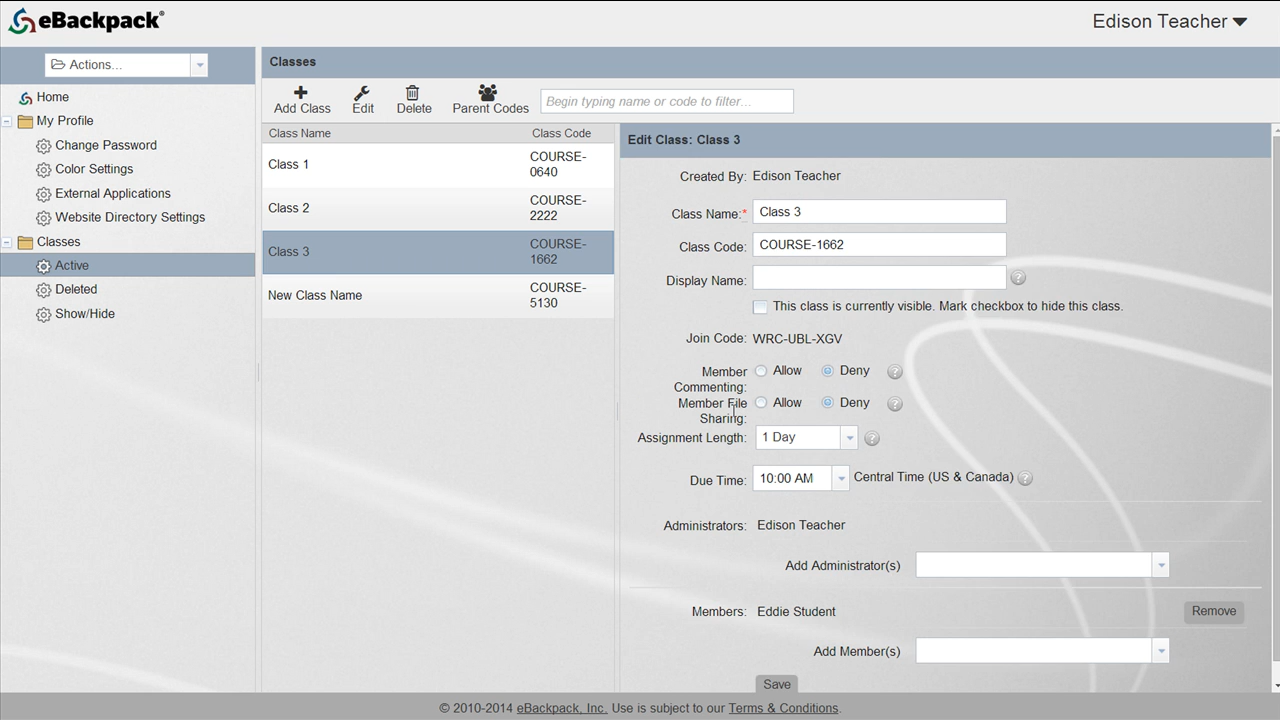 eBackpack®
Edison Teacher
Actions...
Home
My Profile
Change Password
Color Settings
External Applications
Website Directory Settings
Classes
Active
Deleted
Show/Hide
Classes
Add Class
Edit
Delete
Parent Codes
Begin typing name or code to filter...
Class Name Class Code
Class 1 COURSE-
0640
Class 2 COURSE-
2222
Class 3 COURSE-
1662
New Class Name COURSE-
5130
Edit Class: Class 3
Created By: Edison Teacher
Class Name:* Class 3
Class Code: COURSE-1662
Display Name: ?
This class is currently visible. Mark checkbox to hide this class.
Join Code: WRC-UBL-XGV
Member Allow Deny ?
Commenting:
Member File Allow Deny ?
Sharing:
Assignment Length: 1 Day ?
Due Time: 10:00 AM Central Time (US & Canada) ?
Administrators: Edison Teacher
Add Administrator(s)
Members: Eddie Student Remove
Add Member(s)
Save
© 2010-2014 eBackpack, Inc. Use is subject to our Terms & Conditions.